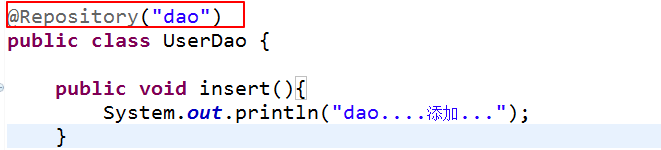 @Repository("dao")
public class UserDao {
public void insert(){
System.out.println("dao....添加...");
}